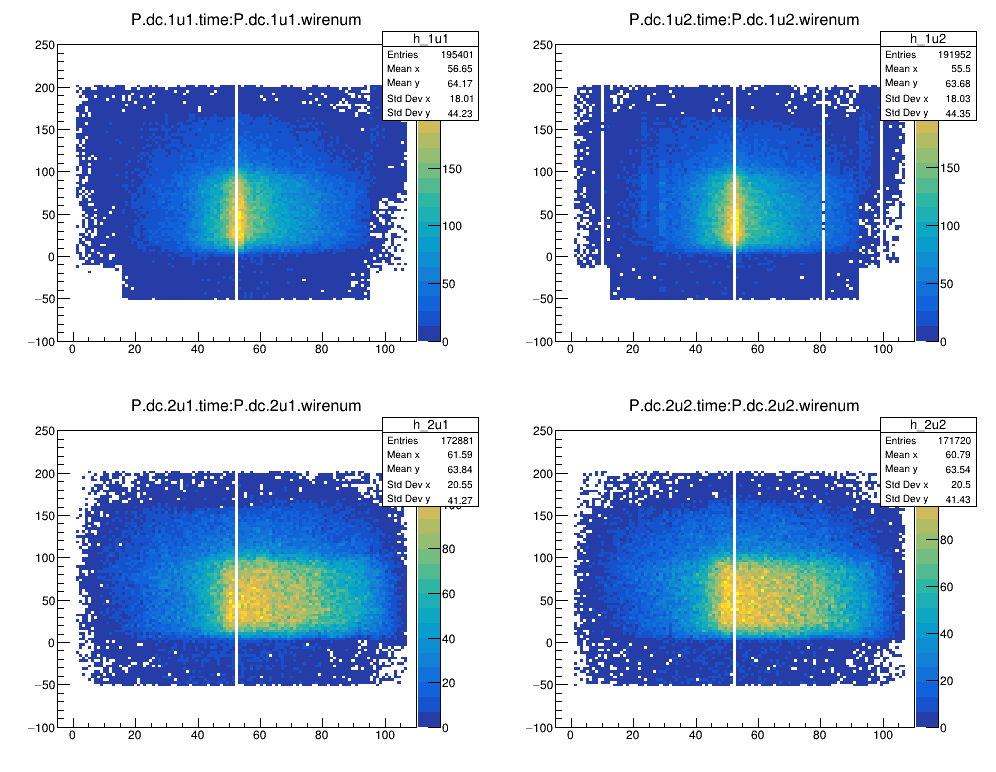 P.dc.1u1.time:P.dc.1u1.wirenum
h_1u1
Entries 195401
Mean x 56.65
Mean y 64.17
Std Dev x 18.01
Std Dev y 44.23
250
200
150
100
50
0
−50
−100
0 20 40 60 80 100
150
100
50
0
P.dc.1u2.time:P.dc.1u2.wirenum
h_1u2
Entries 191952
Mean x 55.5
Mean y 63.68
Std Dev x 18.03
Std Dev y 44.35
250
200
150
100
50
0
−50
−100
0 20 40 60 80 100
150
100
50
0
P.dc.2u1.time:P.dc.2u1.wirenum
h_2u1
Entries 172881
Mean x 61.59
Mean y 63.84
Std Dev x 20.55
Std Dev y 41.27
250
200
150
100
50
0
−50
−100
0 20 40 60 80 100
80
60
40
20
0
P.dc.2u2.time:P.dc.2u2.wirenum
h_2u2
Entries 171720
Mean x 60.79
Mean y 63.54
Std Dev x 20.5
Std Dev y 41.43
250
200
150
100
50
0
−50
−100
0 20 40 60 80 100
80
60
40
20
0